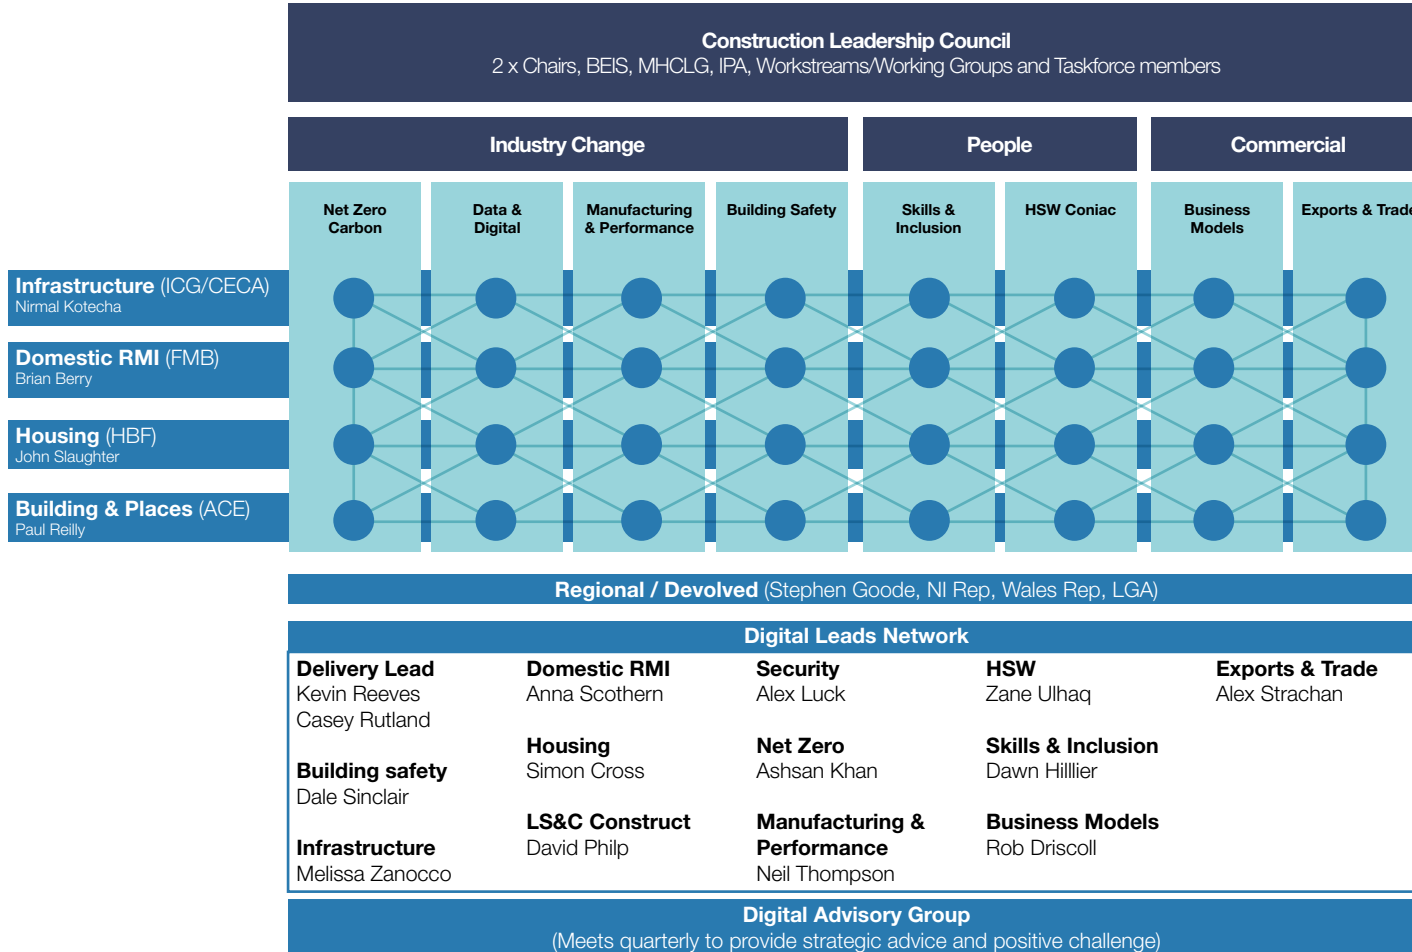 Construction Leadership Council
2 x Chairs, BEIS, MHCLG, IPA, Workstreams/Working Groups and Taskforce members
Industry Change
People
Commercial
Net Zero
Carbon
Data &
Digital
Manufacturing
& Performance
Building Safety
Skills &
Inclusion
HSW Coniac
Business
Models
Exports & Trade
Infrastructure (ICG/CECA)
Nirmal Kotecha
Domestic RMI (FMB)
Brian Berry
Housing (HBF)
John Slaughter
Building & Places (ACE)
Paul Reilly
Regional / Devolved (Stephen Goode, NI Rep, Wales Rep, LGA)
Digital Leads Network
Delivery Lead
Kevin Reeves
Casey Rutland
Building safety
Dale Sinclair
Infrastructure
Melissa Zanocco
Domestic RMI
Anna Scothern
Housing
Simon Cross
LS&C Construct
David Philp
Security
Alex Luck
Net Zero
Ashsan Khan
Manufacturing &
Performance
Neil Thompson
HSW
Zane Ulhaq
Skills & Inclusion
Dawn Hilllier
Business Models
Rob Driscoll
Exports & Trade
Alex Strachan
Digital Advisory Group
(Meets quarterly to provide strategic advice and positive challenge)